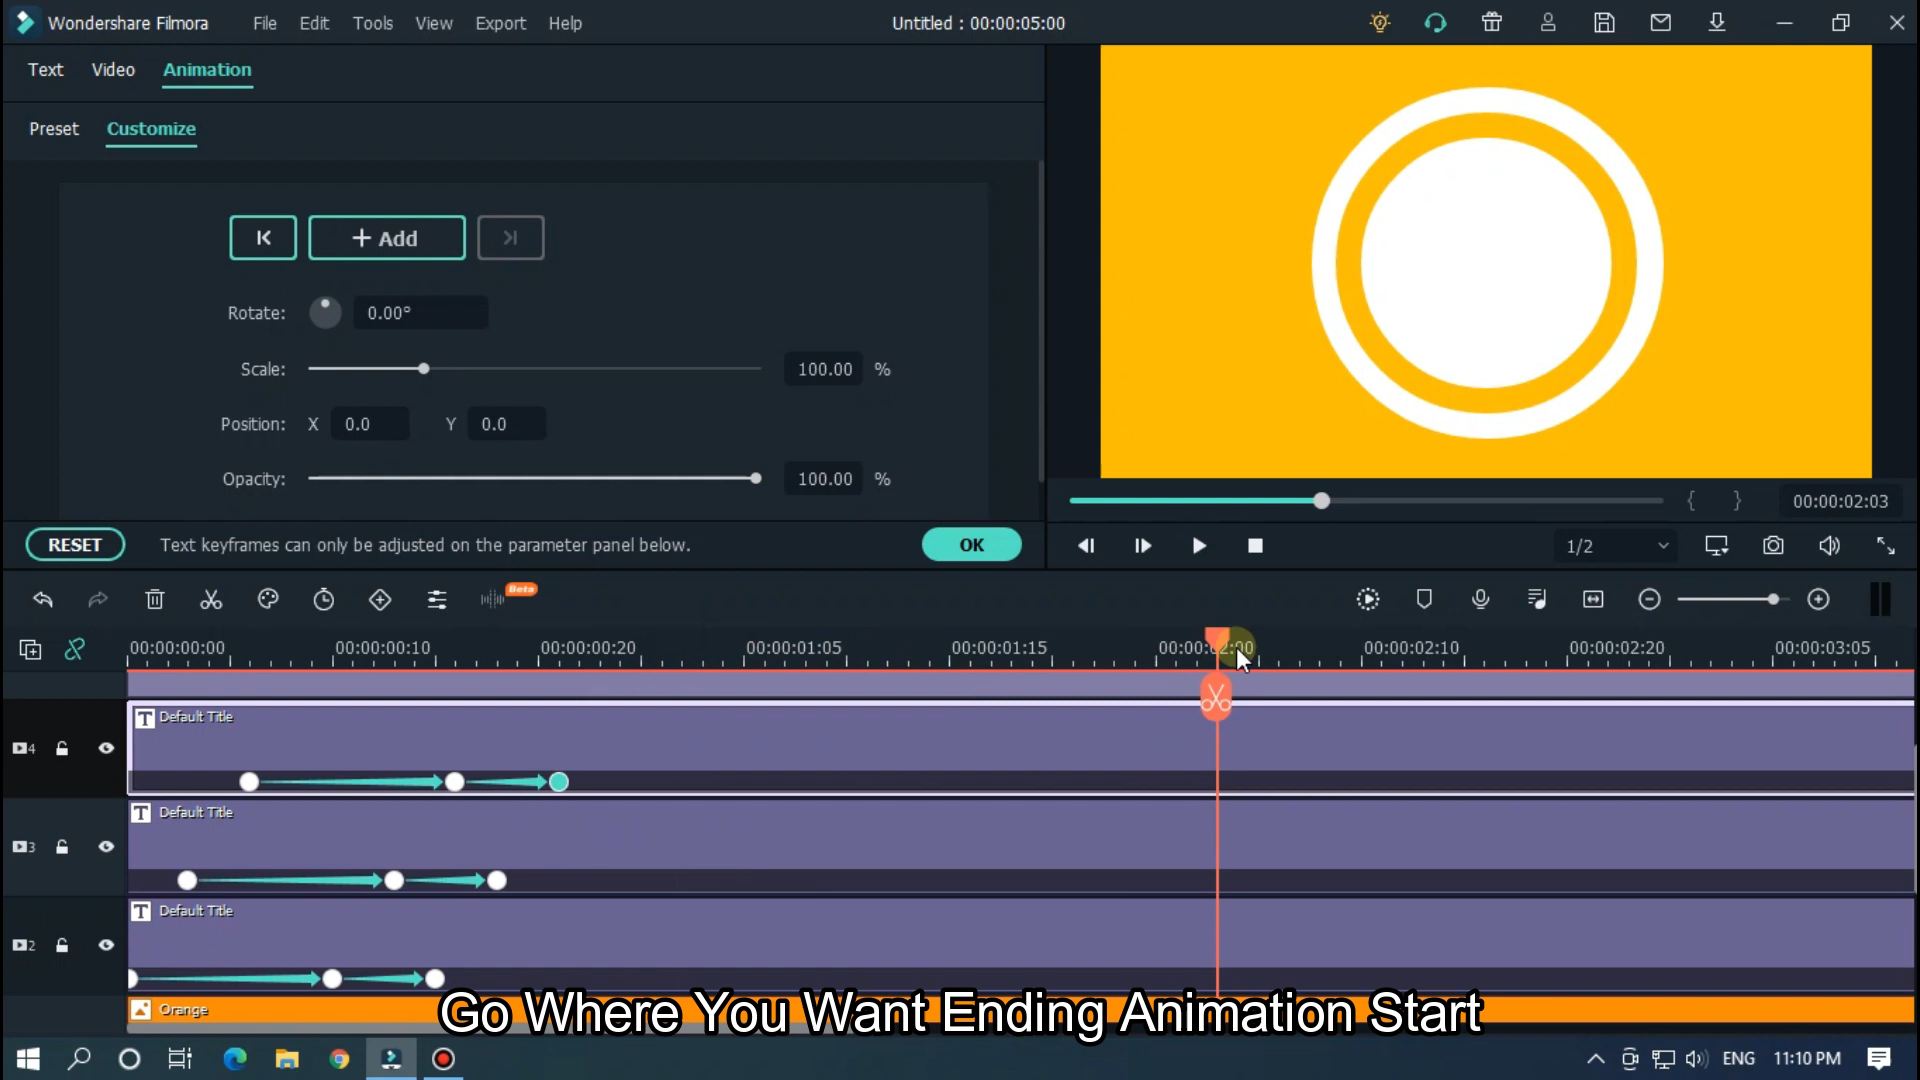 Wondershare Filmora File Edit Tools View Export Help Untitled : 00:00:05:00
Text Video Animation
Preset Customize
+ Add
Rotate: 0.00°
Scale: 100.00 %
Position: X 0.0 Y 0.0
Opacity: 100.00 %
{ } 00:00:02:03
RESET Text keyframes can only be adjusted on the parameter panel below. OK
1/2
Beta
00:00:00:00 00:00:00:10 00:00:00:20 00:00:01:05 00:00:01:15 00:00:02:00 00:00:02:10 00:00:02:20 00:00:03:05
T Default Title
4
T Default Title
3
T Default Title
2
Orange
Go Where You Want Ending Animation Start
ENG 11:10 PM